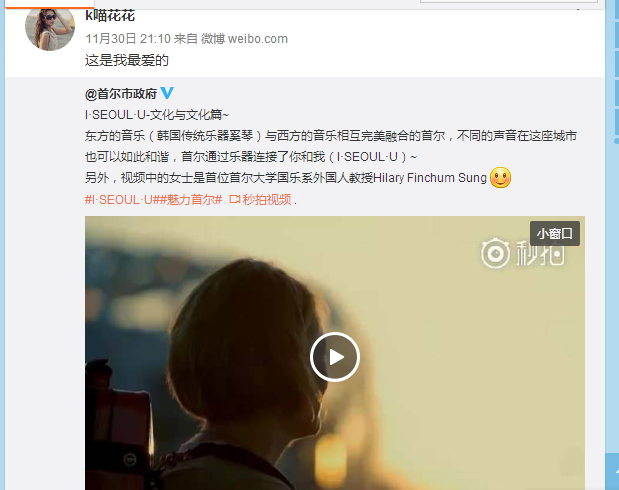 k喵花花
11月30日 21:10 来自 微博 weibo.com
这是我最爱的
@首尔市政府
I·SEOUL·U-文化与文化篇~
东方的音乐（韩国传统乐器奚琴）与西方的音乐相互完美融合的首尔，不同的声音在这座城市
也可以如此和谐，首尔通过乐器连接了你和我（I·SEOUL·U）~
另外，视频中的女士是首位首尔大学国乐系外国人教授Hilary Finchum Sung
#I·SEOUL·U##魅力首尔# 秒拍视频 .
小窗口
秒拍